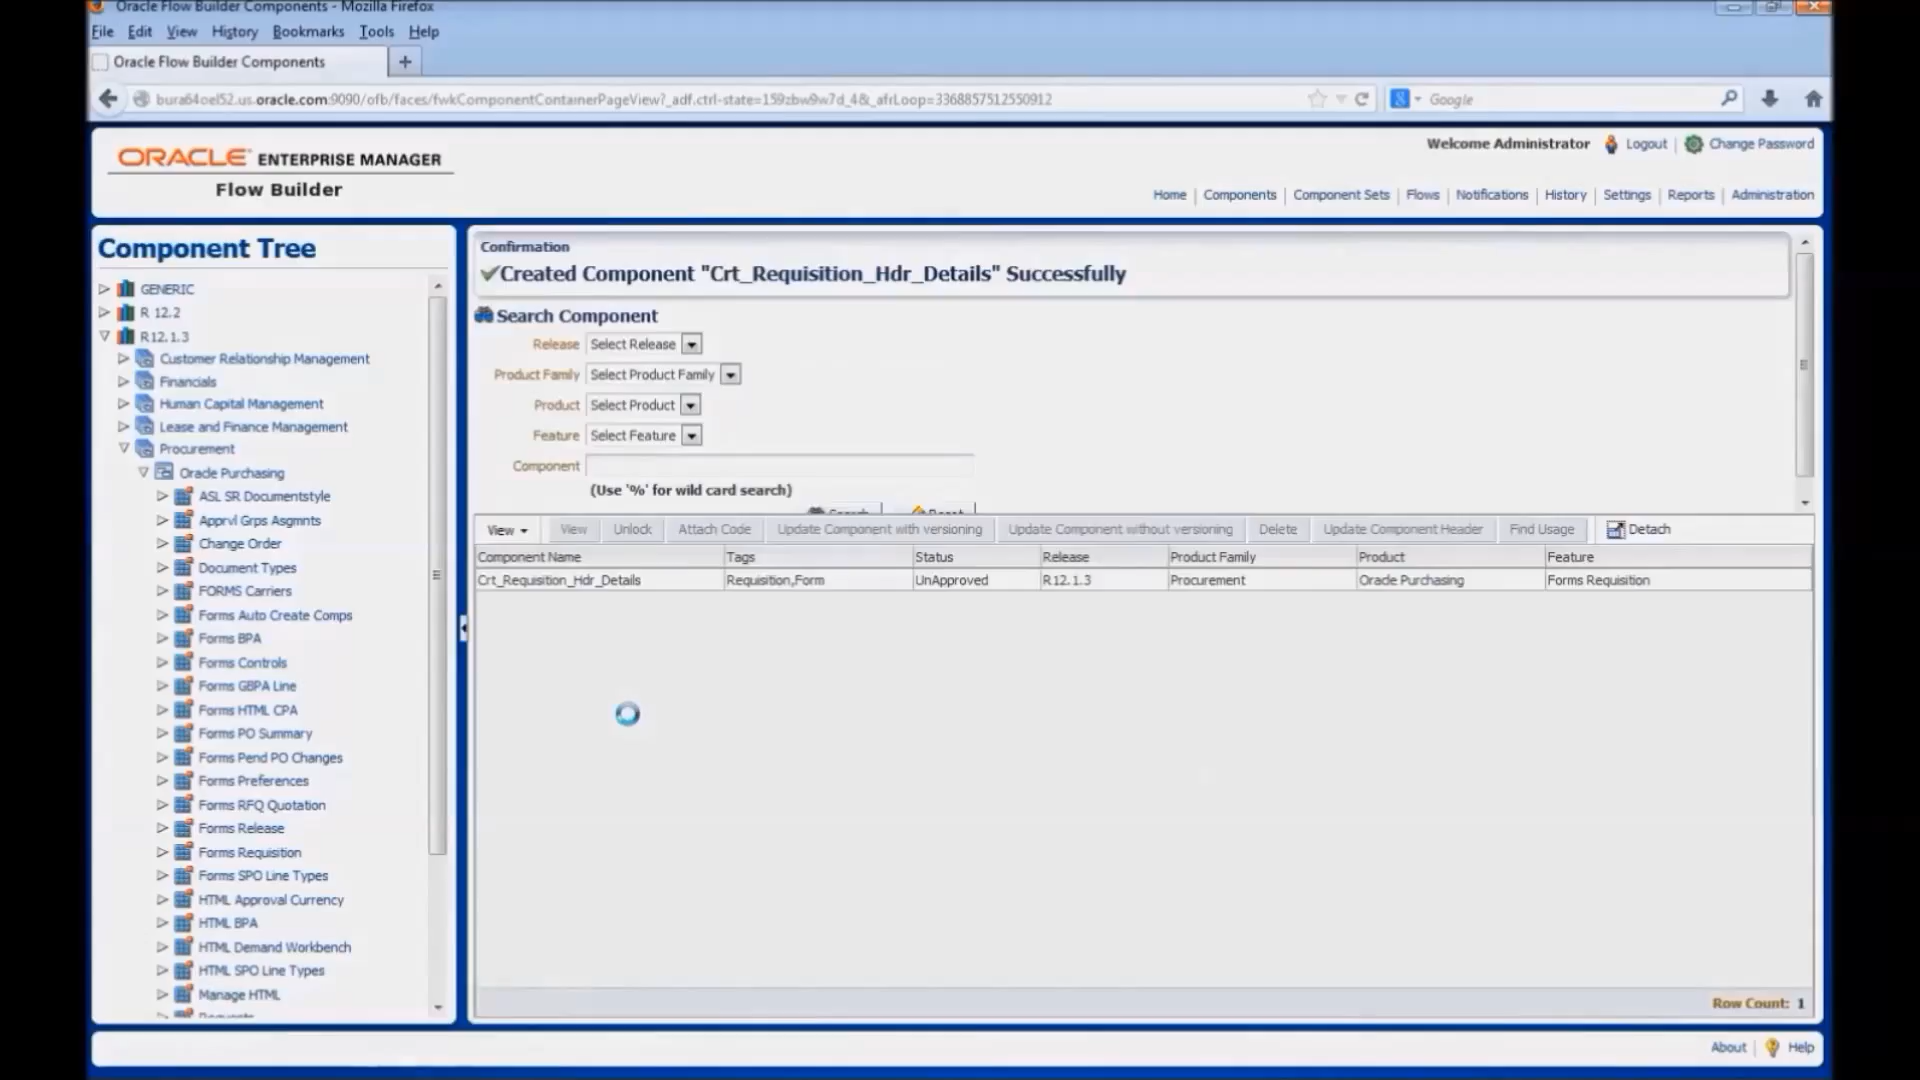 Oracle Flow Builder Components - Mozilla Firefox
File Edit View History Bookmarks Tools Help
Oracle Flow Builder Components
bura64oel52.us.oracle.com:9090/ofb/faces/fwkComponentContainerPageView?_adf.ctrl-state=159zbw9w7d_4&_afrLoop=3368857512550912
Google
ORACLE ENTERPRISE MANAGER
Flow Builder
Welcome Administrator Logout | Change Password
Home | Components | Component Sets | Flows | Notifications | History | Settings | Reports | Administration
Component Tree
GENERIC
R 12.2
R12.1.3
Customer Relationship Management
Financials
Human Capital Management
Lease and Finance Management
Procurement
Oracle Purchasing
ASL SR Documentstyle
Apprvl Grps Asgmnts
Change Order
Document Types
FORMS Carriers
Forms Auto Create Comps
Forms BPA
Forms Controls
Forms GBPA Line
Forms HTML CPA
Forms PO Summary
Forms Pend PO Changes
Forms Preferences
Forms RFQ Quotation
Forms Release
Forms Requisition
Forms SPO Line Types
HTML Approval Currency
HTML BPA
HTML Demand Workbench
HTML SPO Line Types
Manage HTML
Confirmation
Created Component "Crt_Requisition_Hdr_Details" Successfully
Search Component
Release Select Release
Product Family Select Product Family
Product Select Product
Feature Select Feature
Component
(Use '%' for wild card search)
Search Reset
View View Unlock Attach Code Update Component with versioning Update Component without versioning Delete Update Component Header Find Usage Detach
Component Name Tags Status Release Product Family Product Feature
Crt_Requisition_Hdr_Details Requisition,Form UnApproved R12.1.3 Procurement Oracle Purchasing Forms Requisition
Row Count: 1
About | Help